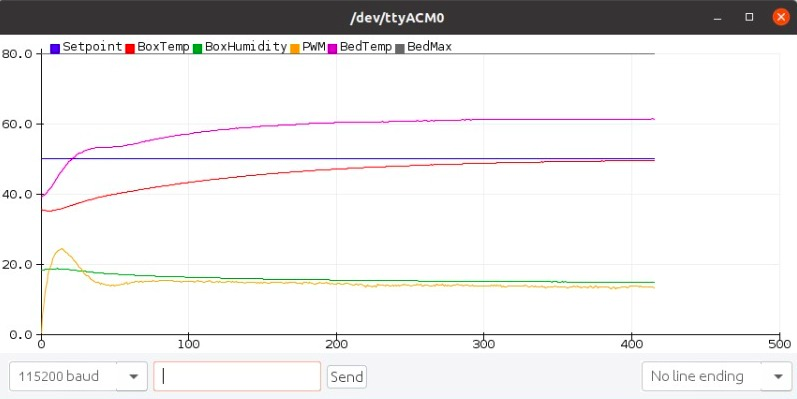 /dev/ttyACM0
Setpoint BoxTemp BoxHumidity PWM BedTemp BedMax
80.0
60.0
40.0
20.0
0.0
0 100 200 300 400 500
115200 baud Send No line ending